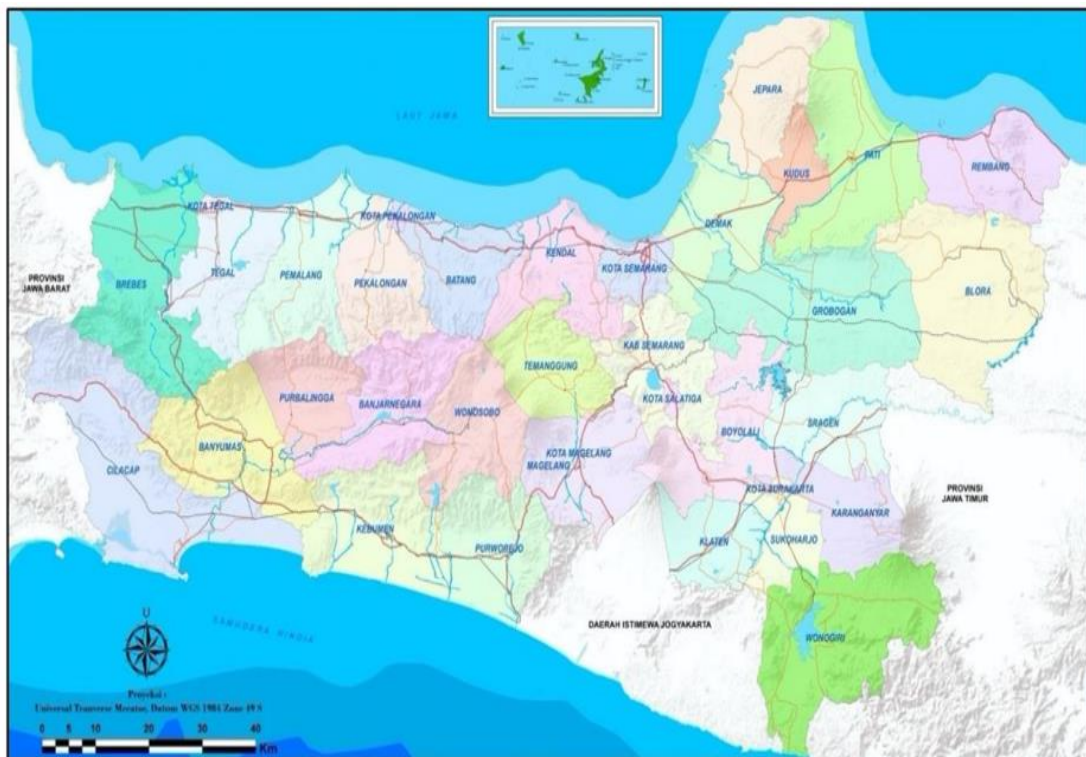 LAUT JAWA
JEPARA
PATI
REMBANG
KUDUS
KOTA TEGAL
KOTA PEKALONGAN
DEMAK
KENDAL
KOTA SEMARANG
TEGAL
PEMALANG
PEKALONGAN
BATANG
PROVINSI
JAWA BARAT
BREBES
GROBOGAN
BLORA
KAB SEMARANG
TEMANGGUNG
PURBALINGGA
BANJARNEGARA
WONOSOBO
KOTA SALATIGA
BOYOLALI
SRAGEN
BANYUMAS
KOTA MAGELANG
MAGELANG
CILACAP
KOTA SURAKARTA
PROVINSI
JAWA TIMUR
KARANGANYAR
KEBUMEN
PURWOREJO
KLATEN
SUKOHARJO
SAMUDERA HINDIA
DAERAH ISTIMEWA JOGYAKARTA
WONOGIRI
U
Proyeksi :
Universal Tranverse Mercator, Datum WGS 1984 Zone 49 S
0 5 10 20 30 40
Km